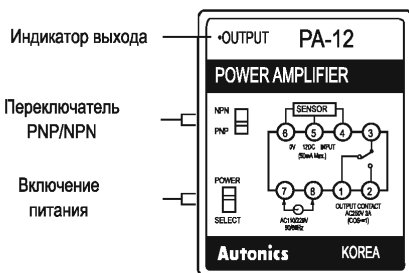 Индикатор выхода
•OUTPUT PA-12
POWER AMPLIFIER
Переключатель
PNP/NPN
NPN
PNP
SENSOR
6 5 4 3
0V 12DC INPUT
(50mA Max.)
Включение
питания
POWER
SELECT
7 8 1 2
AC110/220V
50/60Hz
OUTPUT CONTACT
AC250V 3A
(COS=1)
Autonics KOREA